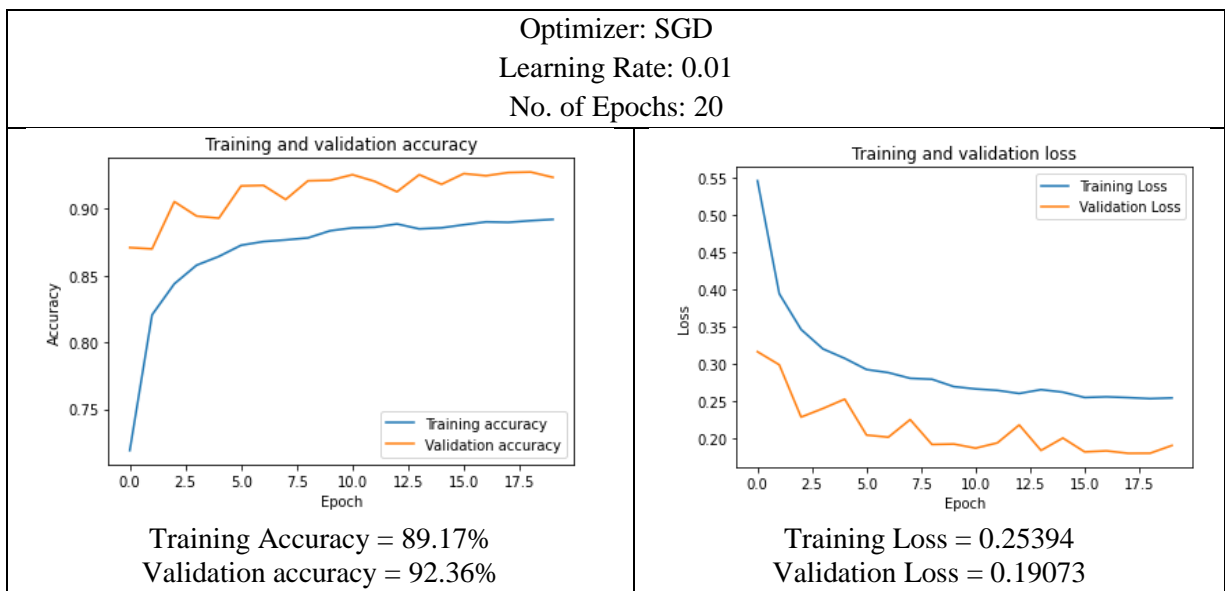 Optimizer: SGD
Learning Rate: 0.01
No. of Epochs: 20
Training and validation accuracy
0.90
0.85
0.80
0.75
Accuracy
Training accuracy
Validation accuracy
0.0 2.5 5.0 7.5 10.0 12.5 15.0 17.5
Epoch
Training Accuracy = 89.17%
Validation accuracy = 92.36%
Training and validation loss
0.55
0.50
0.45
0.40
0.35
0.30
0.25
0.20
Loss
Training Loss
Validation Loss
0.0 2.5 5.0 7.5 10.0 12.5 15.0 17.5
Epoch
Training Loss = 0.25394
Validation Loss = 0.19073